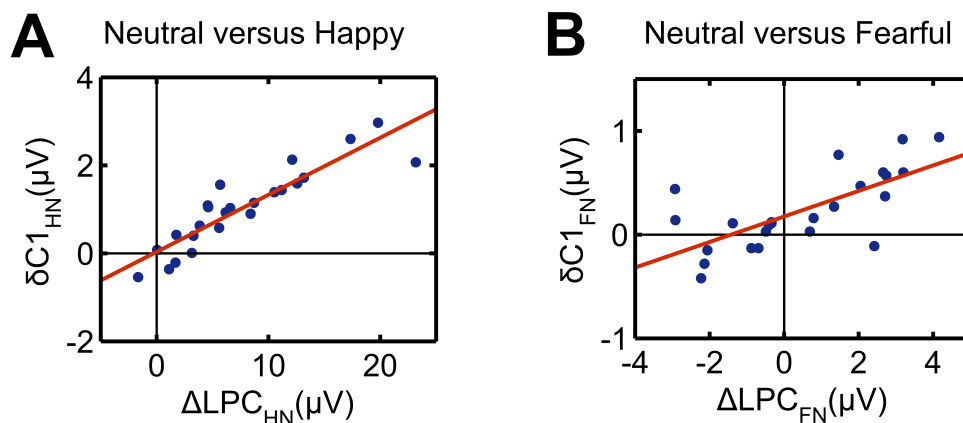 A
Neutral versus Happy
δC1HN(µV)
4
2
0
-2
0
10
20
ΔLPCHN(µV)
B
Neutral versus Fearful
δC1FN(µV)
1
0
-1
-4
-2
0
2
4
ΔLPCFN(µV)